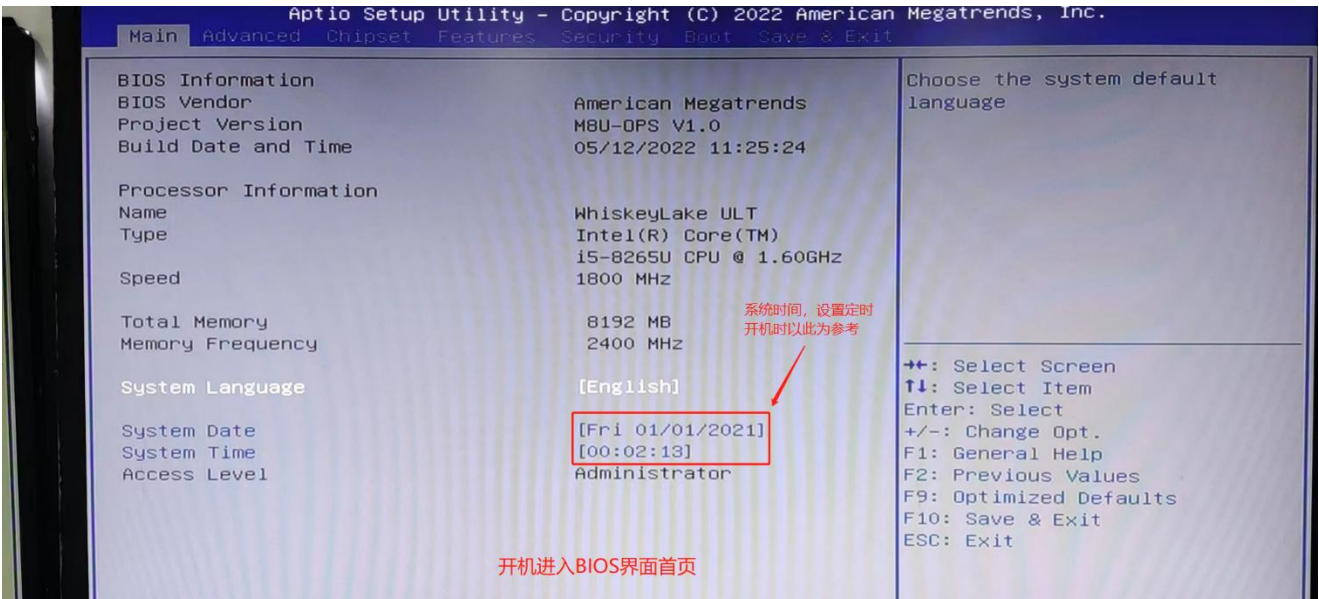 Aptio Setup Utility – Copyright (C) 2022 American Megatrends, Inc.
Main Advanced Chipset Features Security Boot Save & Exit
BIOS Information
BIOS Vendor American Megatrends
Project Version M8U-OPS V1.0
Build Date and Time 05/12/2022 11:25:24
Processor Information
Name WhiskeyLake ULT
Type Intel(R) Core(TM)
i5-8265U CPU @ 1.60GHz
Speed 1800 MHz
Total Memory 8192 MB
Memory Frequency 2400 MHz
System Language [English]
System Date [Fri 01/01/2021]
System Time [00:02:13]
Access Level Administrator
系统时间，设置定时
开机时以此为参考
开机进入BIOS界面首页
Choose the system default
language
→←: Select Screen
↑↓: Select Item
Enter: Select
+/-: Change Opt.
F1: General Help
F2: Previous Values
F9: Optimized Defaults
F10: Save & Exit
ESC: Exit